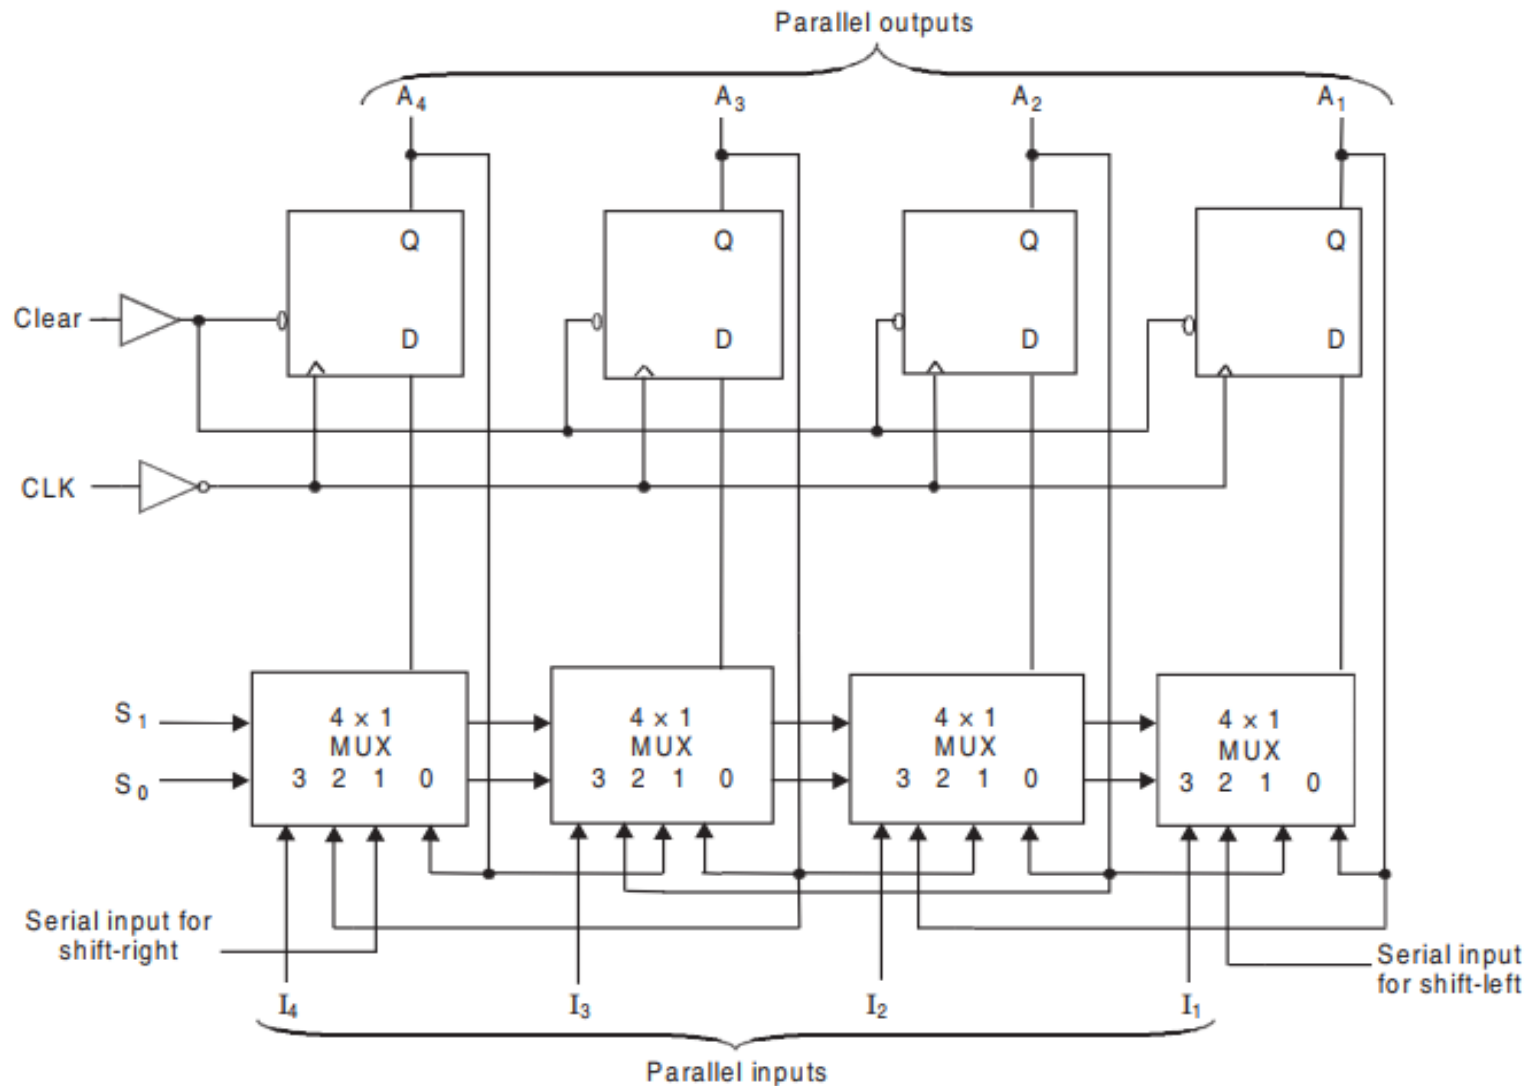 Parallel outputs
A4 A3 A2 A1
Q Q Q Q
Clear
D D D D
CLK
S1
4 × 1 4 × 1 4 × 1 4 × 1
MUX MUX MUX MUX
S0
3 2 1 0 3 2 1 0 3 2 1 0 3 2 1 0
Serial input for
shift-right
Serial input
for shift-left
I4 I3 I2 I1
Parallel inputs